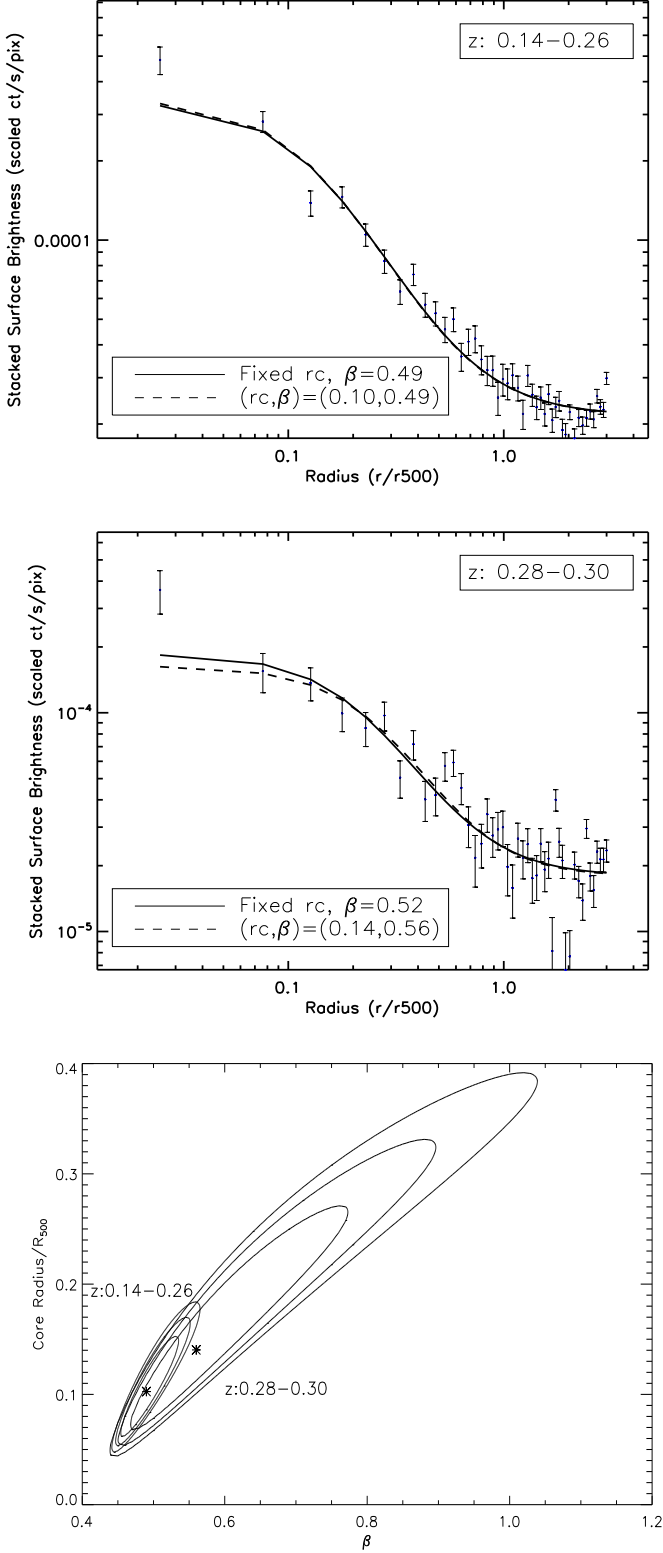 z: 0.14−0.26
Stacked Surface Brightness (scaled ct/s/pix)
0.0001
Fixed rc, β=0.49
(rc,β)=(0.10,0.49)
0.1 1.0
Radius (r/r500)
z: 0.28−0.30
Stacked Surface Brightness (scaled ct/s/pix)
10⁻⁴
Fixed rc, β=0.52
(rc,β)=(0.14,0.56)
10⁻⁵
0.1 1.0
Radius (r/r500)
0.4
0.3
Core Radius/R₅₀₀
0.2
z:0.14−0.26
0.1
z:0.28−0.30
0.0
0.4 0.6 0.8 1.0 1.2
β